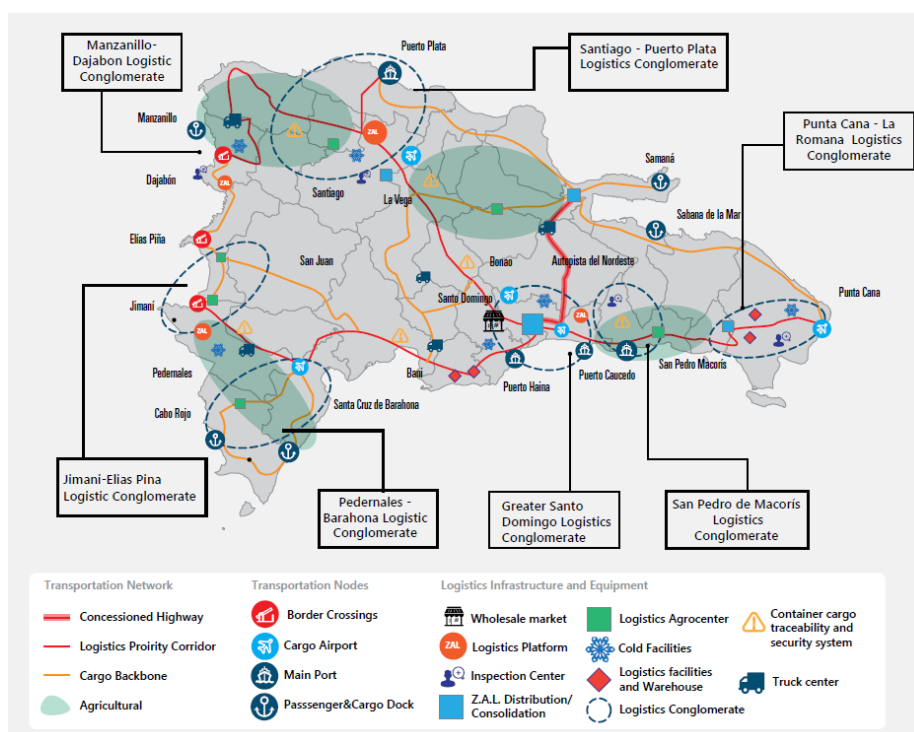 Manzanillo-
Dajabon Logistic
Conglomerate
Puerto Plata
Santiago - Puerto Plata
Logistics Conglomerate
Punta Cana - La
Romana Logistics
Conglomerate
Manzanillo
ZAL
Dajabón
ZAL
Santiago
La Vega
Samaná
Sabana de la Mar
Elías Piña
San Juan
Bonao
Autopista del Nordeste
Jimaní
Santo Domingo
Punta Cana
ZAL
ZAL
Pedernales
Bani
Puerto Haina
Puerto Caucedo
San Pedro Macorís
Cabo Rojo
Santa Cruz de Barahona
Jimani-Elias Pina
Logistic Conglomerate
Pedernales -
Barahona Logistic
Conglomerate
Greater Santo
Domingo Logistics
Conglomerate
San Pedro de Macorís
Logistics
Conglomerate
Transportation Network
Concessioned Highway
Logistics Proirity Corridor
Cargo Backbone
Agricultural
Transportation Nodes
Border Crossings
Cargo Airport
Main Port
Passsenger&Cargo Dock
Logistics Infrastructure and Equipment
Wholesale market
ZAL
Logistics Platform
Inspection Center
Z.A.L. Distribution/
Consolidation
Logistics Agrocenter
Cold Facilities
Logistics facilities
and Warehouse
Logistics Conglomerate
Container cargo
traceability and
security system
Truck center